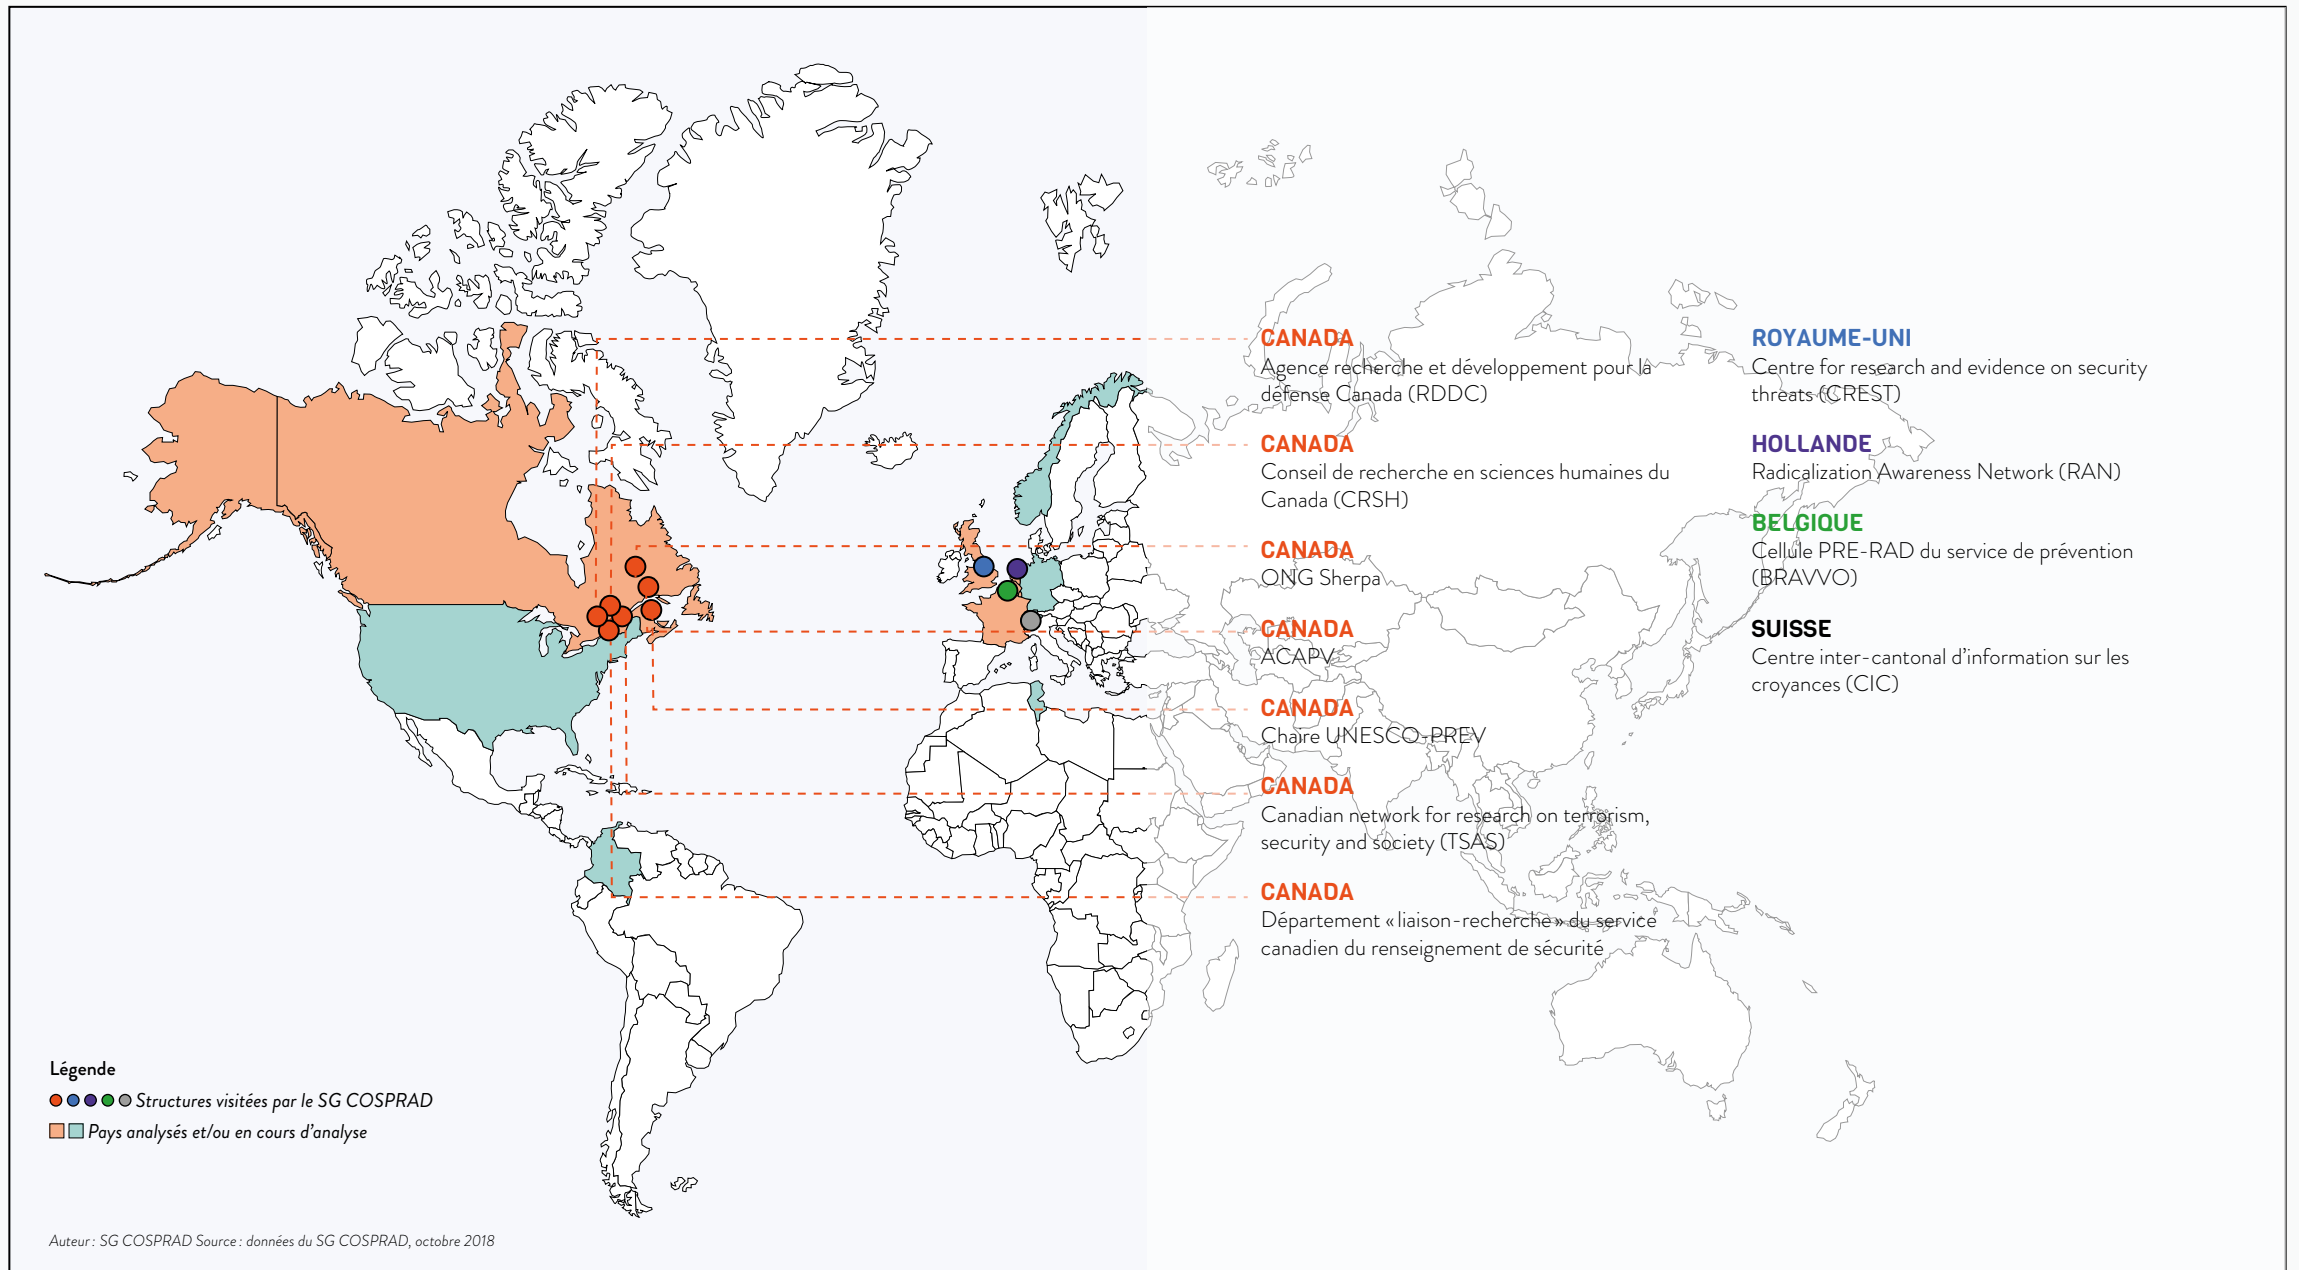 CANADA
Agence recherche et développement pour la
défense Canada (RDDC)
CANADA
Conseil de recherche en sciences humaines du
Canada (CRSH)
CANADA
ONG Sherpa
CANADA
ACAPV
CANADA
Chaire UNESCO-PREV
CANADA
Canadian network for research on terrorism,
security and society (TSAS)
CANADA
Département «liaison-recherche» du service
canadien du renseignement de sécurité
ROYAUME-UNI
Centre for research and evidence on security
threats (CREST)
HOLLANDE
Radicalization Awareness Network (RAN)
BELGIQUE
Cellule PRE-RAD du service de prévention
(BRAVVO)
SUISSE
Centre inter-cantonal d'information sur les
croyances (CIC)
Légende
Structures visitées par le SG COSPRAD
Pays analysés et/ou en cours d'analyse
Auteur : SG COSPRAD Source : données du SG COSPRAD, octobre 2018